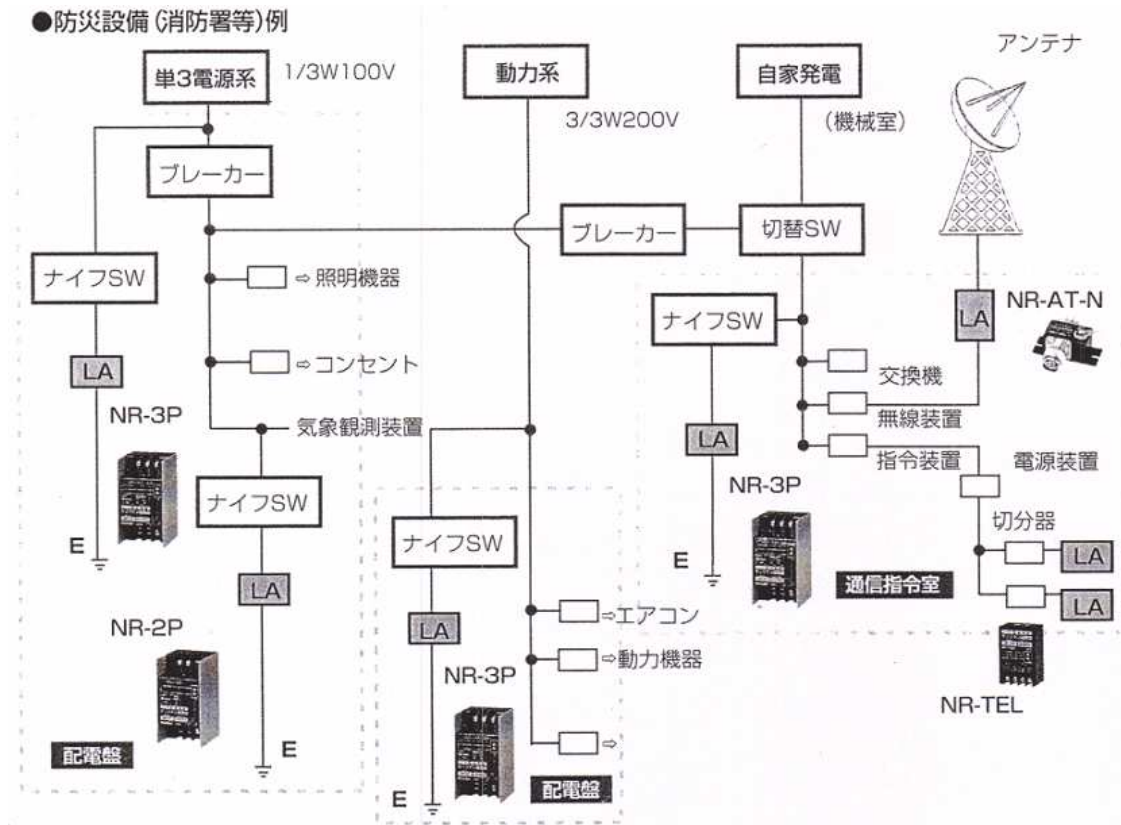 ●防災設備(消防署等)例
単3電源系
1/3W100V
動力系
3/3W200V
自家発電
(機械室)
アンテナ
ブレーカー
ブレーカー
切替SW
ナイフSW
⇨照明機器
LA
⇨コンセント
NR-3P
気象観測装置
ナイフSW
E
LA
NR-2P
E
配電盤
ナイフSW
LA
NR-3P
E
⇨エアコン
⇨動力機器
⇨
配電盤
ナイフSW
LA
NR-AT-N
交換機
無線装置
指令装置
LA
NR-3P
E
通信指令室
電源装置
切分器
LA
LA
NR-TEL